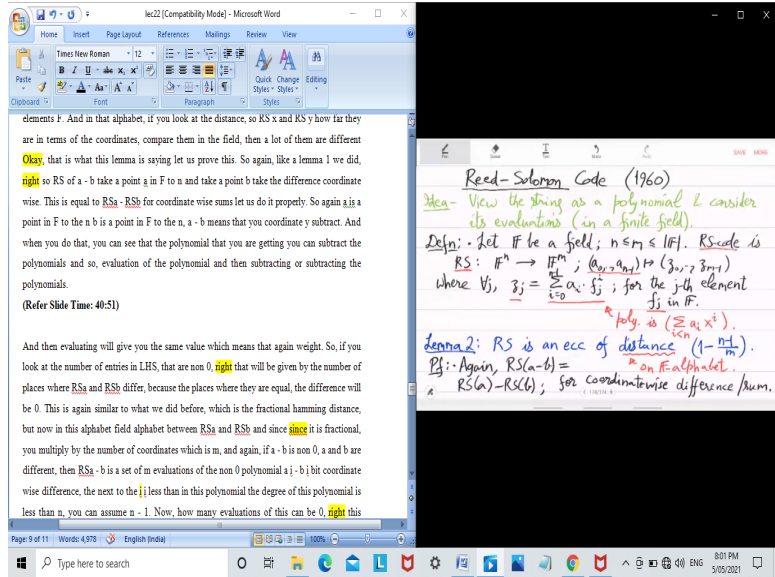 lec22 [Compatibility Mode] - Microsoft Word
Home Insert Page Layout References Mailings Review View
Times New Roman 12
Paste
B I U abc x₂ x² Aa
Quick Styles Change Styles Editing
Clipboard Font Paragraph Styles
elements F. And in that alphabet, if you look at the distance, so RS x and RS y how far they
are in terms of the coordinates, compare them in the field, then a lot of them are different
Okay, that is what this lemma is saying let us prove this. So again, like a lemma 1 we did,
right so RS of a - b take a point a in F to n and take a point b take the difference coordinate
wise. This is equal to RSa - RSb for coordinate wise sums let us do it properly. So again a is a
point in F to the n b is a point in F to the n, a - b means that you coordinate y subtract. And
when you do that, you can see that the polynomial that you are getting you can subtract the
polynomials and so, evaluation of the polynomial and then subtracting or subtracting the
polynomials.
(Refer Slide Time: 40:51)
And then evaluating will give you the same value which means that again weight. So, if you
look at the number of entries in LHS, that are non 0, right that will be given by the number of
places where RSa and RSb differ, because the places where they are equal, the difference will
be 0. This is again similar to what we did before, which is the fractional hamming distance,
but now in this alphabet field alphabet between RSa and RSb and since since it is fractional,
you multiply by the number of coordinates which is m, and again, if a - b is non 0, a and b are
different, then RSa - b is a set of m evaluations of the non 0 polynomial a i - b i bit coordinate
wise difference, the next to the i i less than in this polynomial the degree of this polynomial is
less than n, you can assume n - 1. Now, how many evaluations of this can be 0, right this
Page: 9 of 11 Words: 4,978 English (India) 100%
SAVE MORE
Reed-Solomon Code (1960)
Idea- View the string as a polynomial & consider
its evaluations (in a finite field).
Defn: · Let 𝔽 be a field; n ≤ m ≤ |𝔽|. RS-code is
RS: 𝔽ⁿ → 𝔽ᵐ; (a₀,.., aₙ₋₁) ↦ (z₀,.., zₘ₋₁)
where ∀j, zⱼ = Σᵢ₌₀ⁿ⁻¹ aᵢ·fⱼⁱ ; for the j-th element
fⱼ in 𝔽.
poly. is (Σᵢ<ₙ aᵢ xⁱ).
Lemma 2: RS is an ecc of distance (1 - (n-1)/m).
on 𝔽-alphabet.
Pf: · Again, RS(a-b) =
RS(a) - RS(b); for coordinatewise difference/sum.
Type here to search
ENG
8:01 PM
5/05/2021